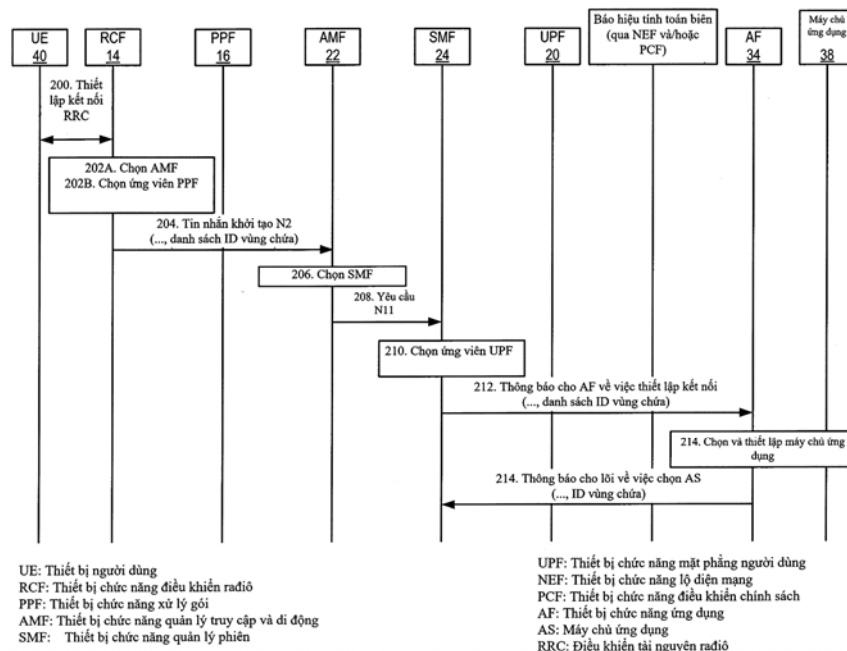 UE
40
RCF
14
PPF
16
AMF
22
SMF
24
UPF
20
Báo hiệu tính toán biên
(qua NEF và/hoặc
PCF)
AF
34
Máy chủ
ứng dụng
38
200. Thiết
lập kết nối
RRC
202A. Chọn AMF
202B. Chọn ứng viên PPF
204. Tin nhắn khởi tạo N2
(..., danh sách ID vùng chứa)
206. Chọn SMF
208. Yêu cầu
N11
210. Chọn ứng viên UPF
212. Thông báo cho AF về việc thiết lập kết nối
(..., danh sách ID vùng chứa)
214. Chọn và thiết lập máy chủ ứng
dụng
214. Thông báo cho lõi về việc chọn AS
(..., ID vùng chứa)
UE: Thiết bị người dùng
RCF: Thiết bị chức năng điều khiển rađiô
PPF: Thiết bị chức năng xử lý gói
AMF: Thiết bị chức năng quản lý truy cập và di động
SMF: Thiết bị chức năng quản lý phiên
UPF: Thiết bị chức năng mặt phẳng người dùng
NEF: Thiết bị chức năng lộ diện mạng
PCF: Thiết bị chức năng điều khiển chính sách
AF: Thiết bị chức năng ứng dụng
AS: Máy chủ ứng dụng
RRC: Điều khiển tài nguyên rađiô